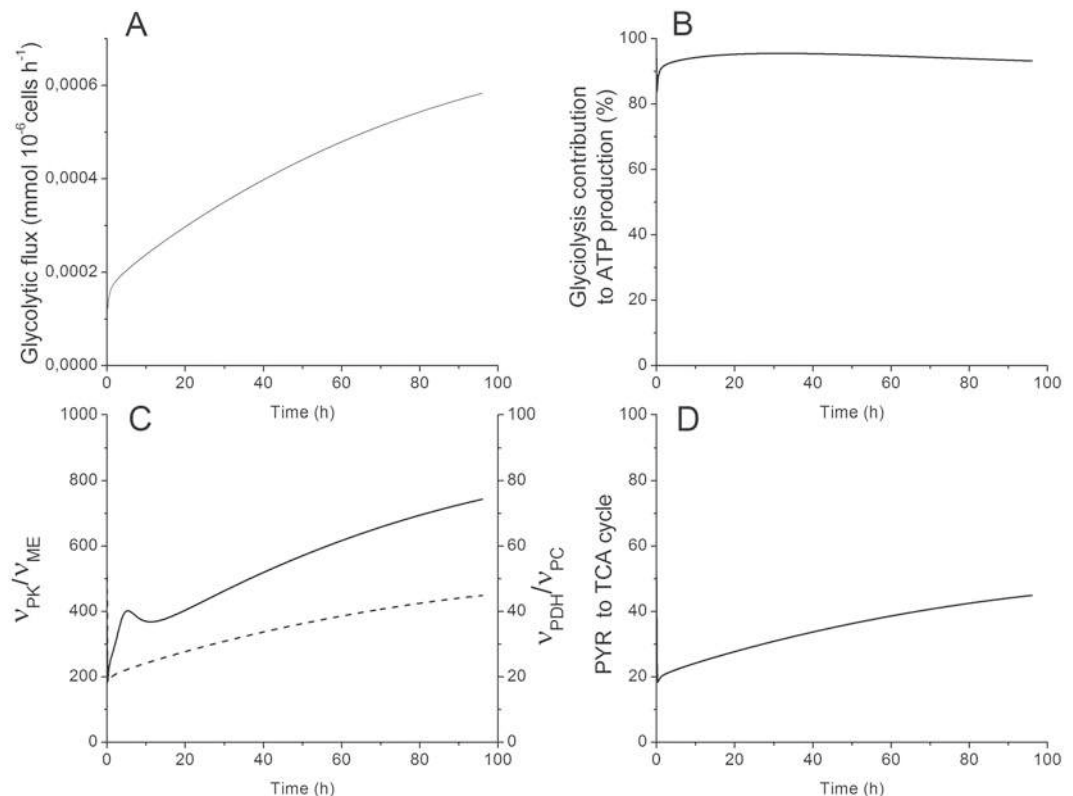 A
Glycolytic flux (mmol 10⁻⁶cells h⁻¹)
0,0006
0,0004
0,0002
0,0000
0 20 40 60 80 100
Time (h)
B
Glyciolysis contribution
to ATP production (%)
100
80
60
40
20
0
0 20 40 60 80 100
Time (h)
C
νPK/νME
1000
800
600
400
200
0
100
80
60
40
20
0
νPDH/νPC
0 20 40 60 80 100
Time (h)
D
PYR to TCA cycle
100
80
60
40
20
0
0 20 40 60 80 100
Time (h)